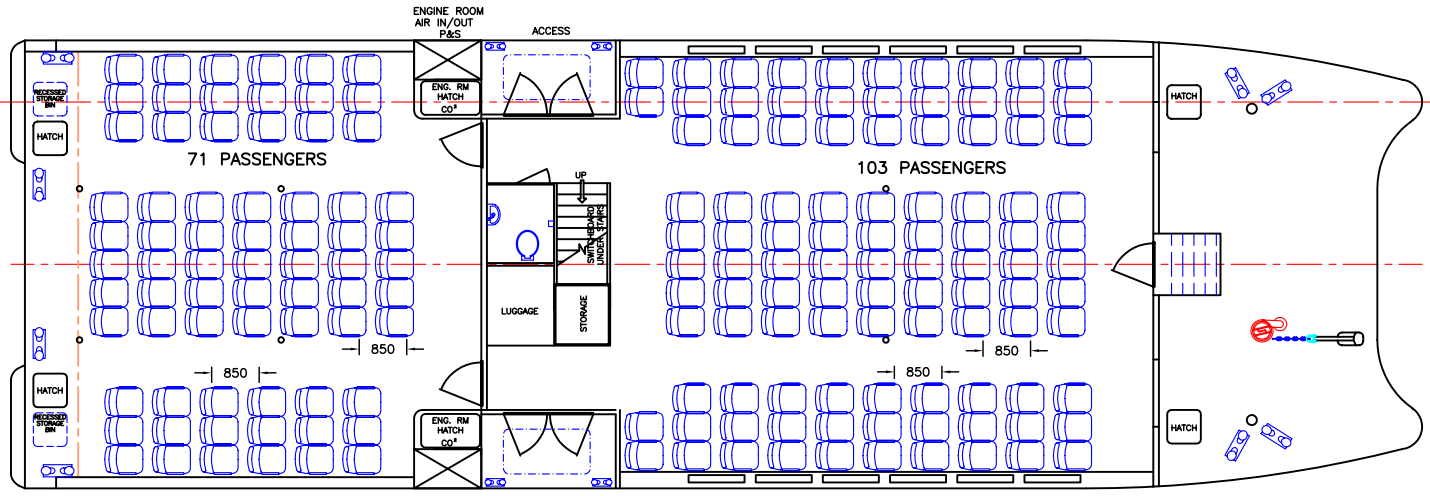 ENGINE ROOM
AIR IN/OUT
P&S
ACCESS
RECESSED
STORAGE
BIN
ENG. RM
HATCH
CO²
HATCH
HATCH
71 PASSENGERS
103 PASSENGERS
UP
SWITCHBOARD
UNDER STAIRS
LUGGAGE
STORAGE
850
850
850
850
HATCH
RECESSED
STORAGE
BIN
ENG. RM
HATCH
CO²
HATCH